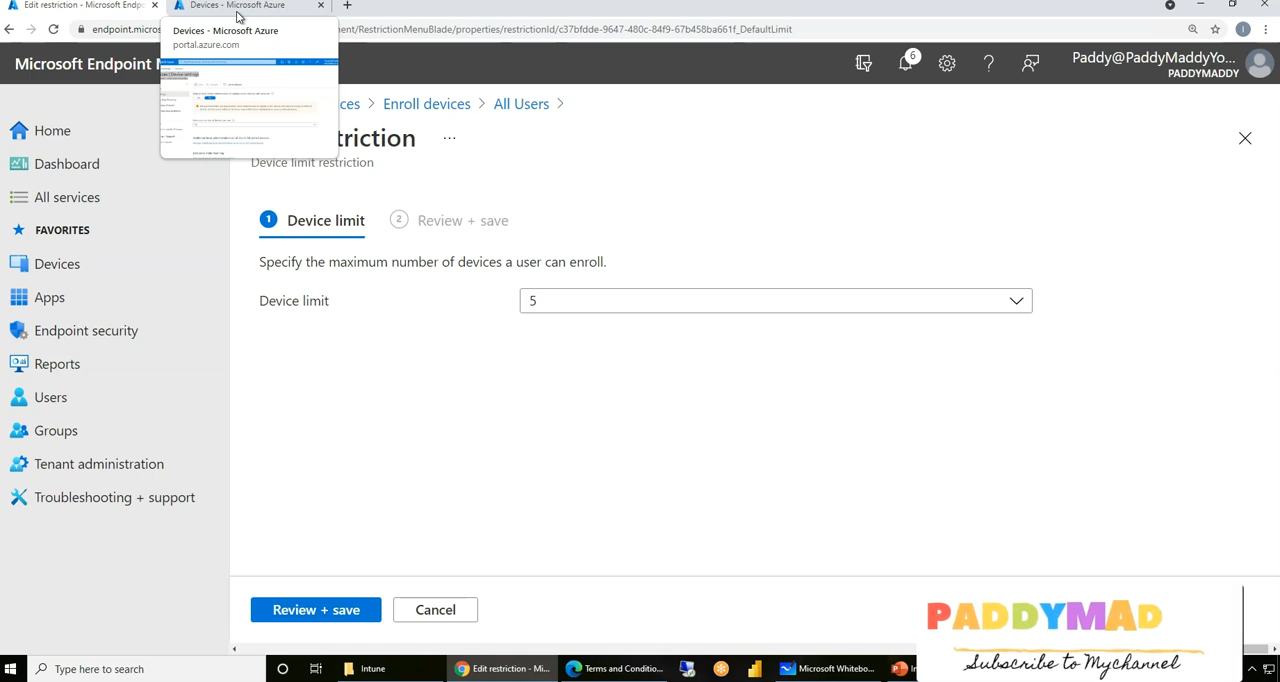 Edit restriction - Microsoft Endpo
Devices - Microsoft Azure
endpoint.micros
ent/RestrictionMenuBlade/properties/restrictionId/c37bfdde-9647-480c-84f9-67b458ba661f_DefaultLimit
Devices - Microsoft Azure
portal.azure.com
Microsoft Endpoint
6
Paddy@PaddyMaddyYo...
PADDYMADDY
ces > Enroll devices > All Users >
triction ...
Device limit restriction
Home
Dashboard
All services
FAVORITES
Devices
Apps
Endpoint security
Reports
Users
Groups
Tenant administration
Troubleshooting + support
1 Device limit
2 Review + save
Specify the maximum number of devices a user can enroll.
Device limit
5
Review + save
Cancel
PADDYMAD
Subscribe to Mychannel
Type here to search
Intune
Edit restriction - Mi...
Terms and Conditio...
Microsoft Whitebo...